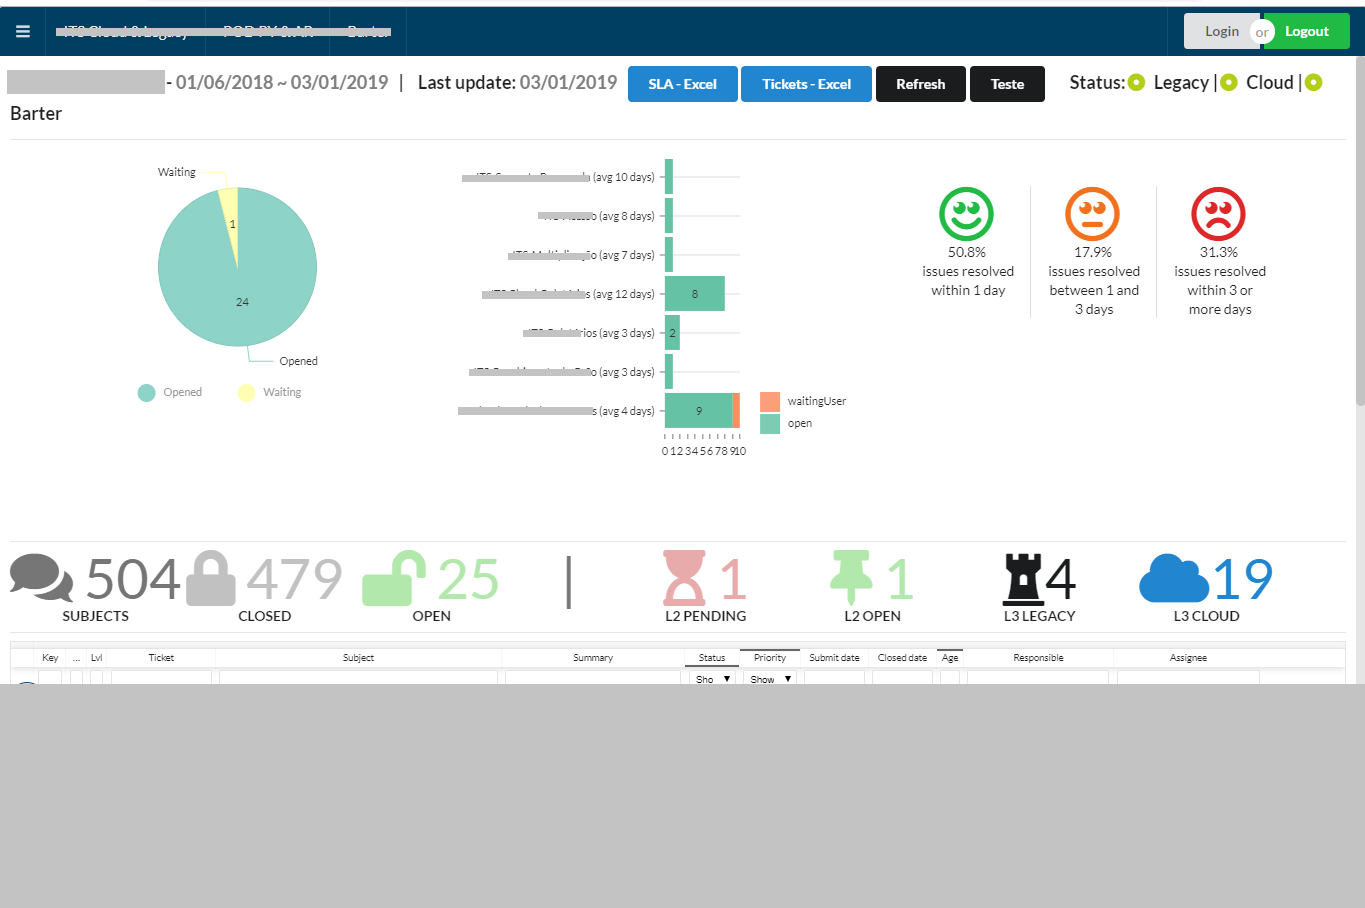 Login or Logout
- 01/06/2018 ~ 03/01/2019 | Last update: 03/01/2019 SLA - Excel Tickets - Excel Refresh Teste Status: Legacy | Cloud |
Barter
Waiting
1
24
Opened
Opened Waiting
(avg 10 days)
(avg 8 days)
(avg 7 days)
(avg 12 days) 8
(avg 3 days) 2
(avg 3 days)
(avg 4 days) 9
waitingUser
open
0 1 2 3 4 5 6 7 8 9 10
50.8%
issues resolved
within 1 day
17.9%
issues resolved
between 1 and
3 days
31.3%
issues resolved
within 3 or
more days
504 479 25 | 1 1 4 19
SUBJECTS CLOSED OPEN L2 PENDING L2 OPEN L3 LEGACY L3 CLOUD
Key ... Lvl Ticket Subject Summary Status Priority Submit date Closed date Age Responsible Assignee
Sho Show